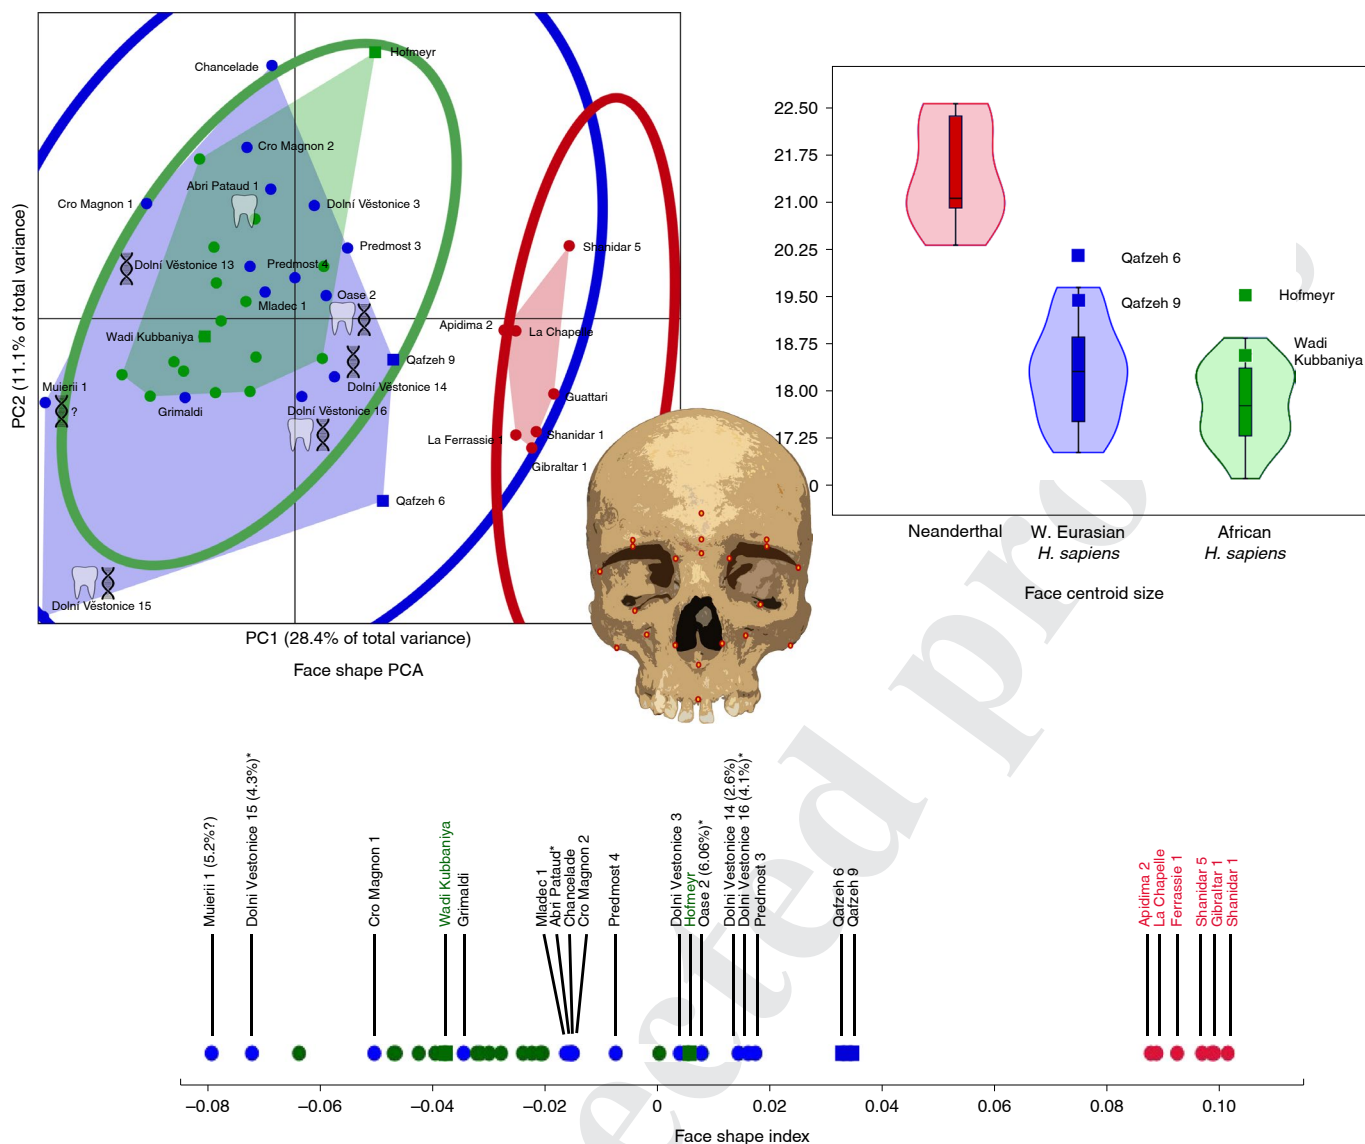 Hofmeyr
Chancelade
Cro Magnon 2
Abri Pataud 1
Cro Magnon 1
Dolní Věstonice 3
Predmost 3
Shanidar 5
Dolní Věstonice 13
Predmost 4
Oase 2
Mladec 1
Apidima 2
La Chapelle
Wadi Kubbaniya
Qafzeh 9
Muierii 1
?
Dolní Věstonice 14
Guattari
Grimaldi
Dolní Věstonice 16
La Ferrassie 1
Shanidar 1
Gibraltar 1
Qafzeh 6
Dolní Věstonice 15
PC2 (11.1% of total variance)
PC1 (28.4% of total variance)
Face shape PCA
22.50
21.75
21.00
20.25
19.50
18.75
18.00
17.25
0
Qafzeh 6
Qafzeh 9
Hofmeyr
Wadi
Kubbaniya
Neanderthal
W. Eurasian
H. sapiens
African
H. sapiens
Face centroid size
Muierii 1 (5.2%?)
Dolni Vestonice 15 (4.3%)*
Cro Magnon 1
Wadi Kubbaniya
Grimaldi
Mladec 1
Abri Pataud*
Chancelade
Cro Magnon 2
Predmost 4
Dolni Vestonice 3
Hofmeyr
Oase 2 (6.06%)*
Dolni Vestonice 14 (2.6%)
Dolni Vestonice 16 (4.1%)*
Predmost 3
Qafzeh 6
Qafzeh 9
Apidima 2
La Chapelle
Ferrassie 1
Shanidar 5
Gibraltar 1
Shanidar 1
–0.08
–0.06
–0.04
–0.02
0
0.02
0.04
0.06
0.08
0.10
Face shape index